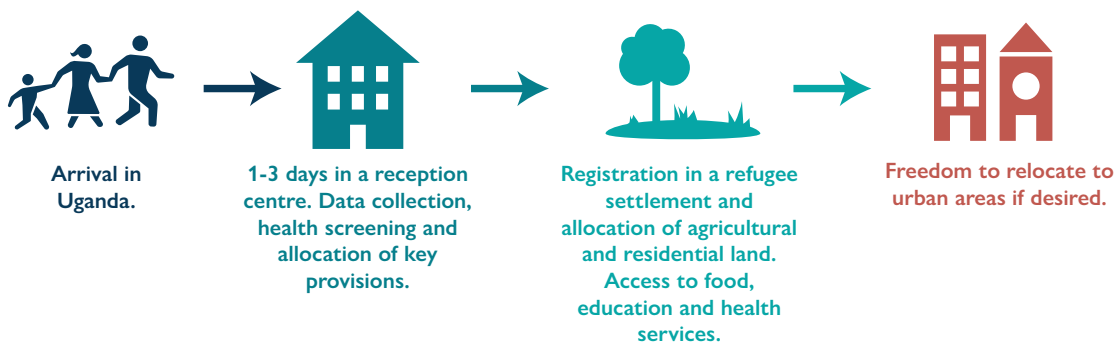 Arrival in
Uganda.
1-3 days in a reception
centre. Data collection,
health screening and
allocation of key
provisions.
Registration in a refugee
settlement and
allocation of agricultural
and residential land.
Access to food,
education and health
services.
Freedom to relocate to
urban areas if desired.